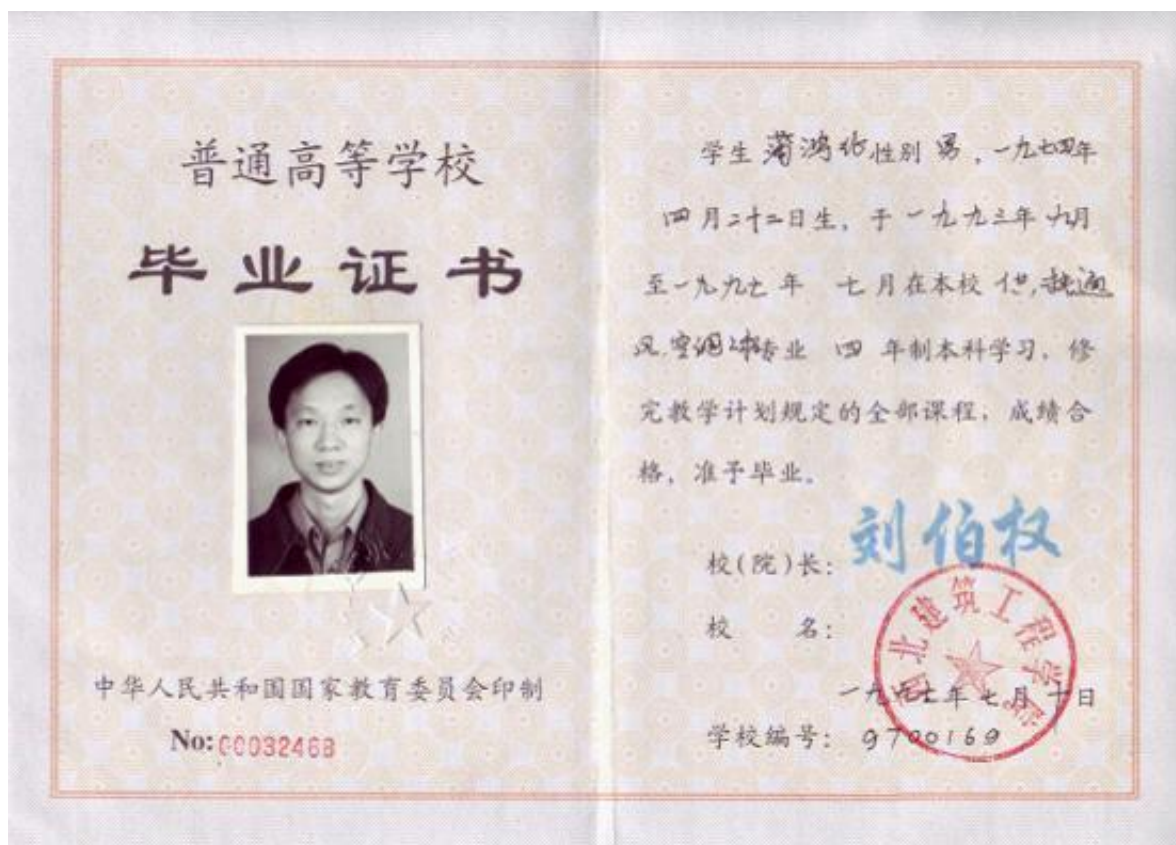 普通高等学校
毕业证书
中华人民共和国国家教育委员会印制
No: 00032468
学生 蒲鸿 性别 男，一九七四年
四月二十二日生，于一九九三年九月
至一九九七年 七月在本校 供，热，通
风，空调 专业 四 年制本科学习，修
完教学计划规定的全部课程，成绩合
格，准予毕业。
校(院)长：刘伯权
校 名：
北建筑工程学院
一九九七年七月十日
学校编号：9700169